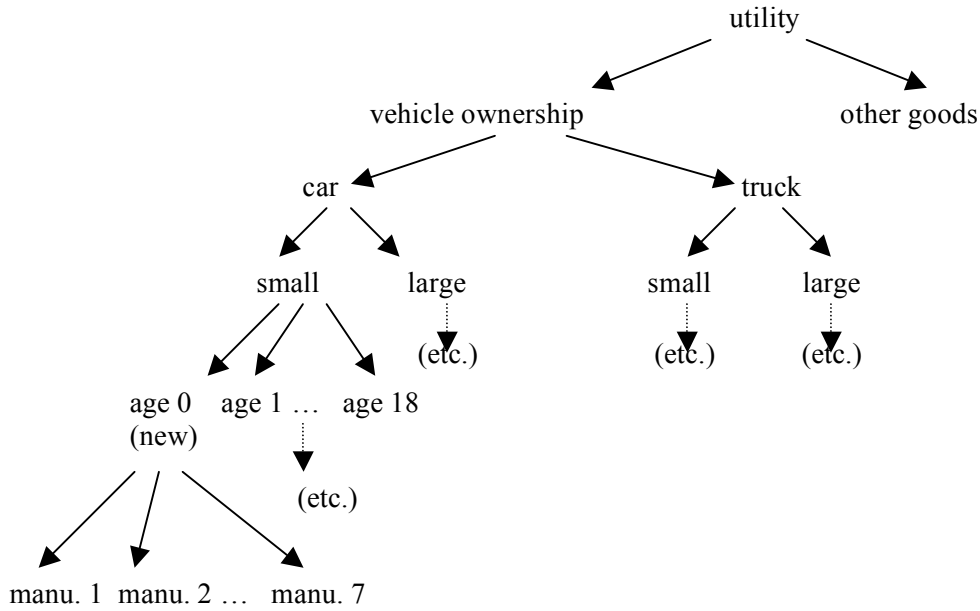 utility
vehicle ownership other goods
car truck
small large small large
(etc.) (etc.) (etc.)
age 0 age 1 … age 18
(new)
(etc.)
manu. 1 manu. 2 … manu. 7